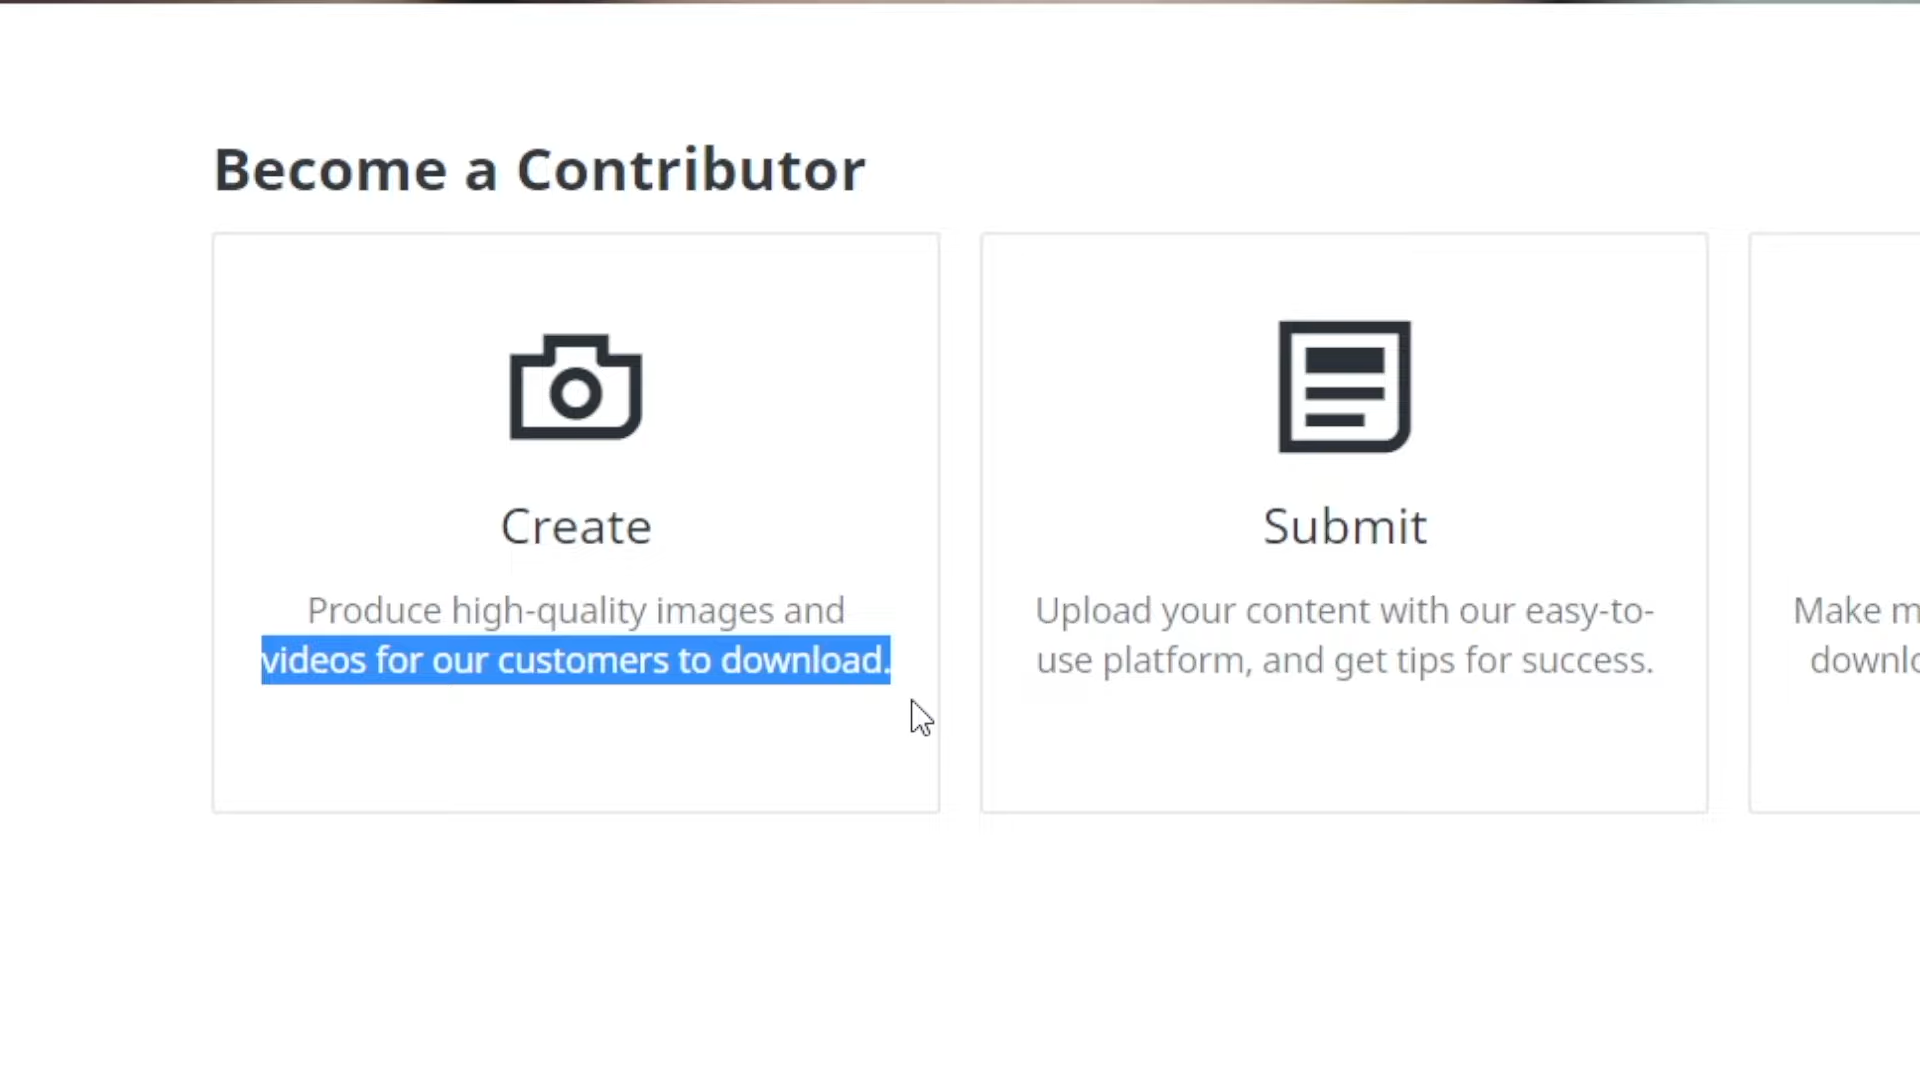 Become a Contributor
Create
Produce high-quality images and
videos for our customers to download.
Submit
Upload your content with our easy-to-
use platform, and get tips for success.
Make